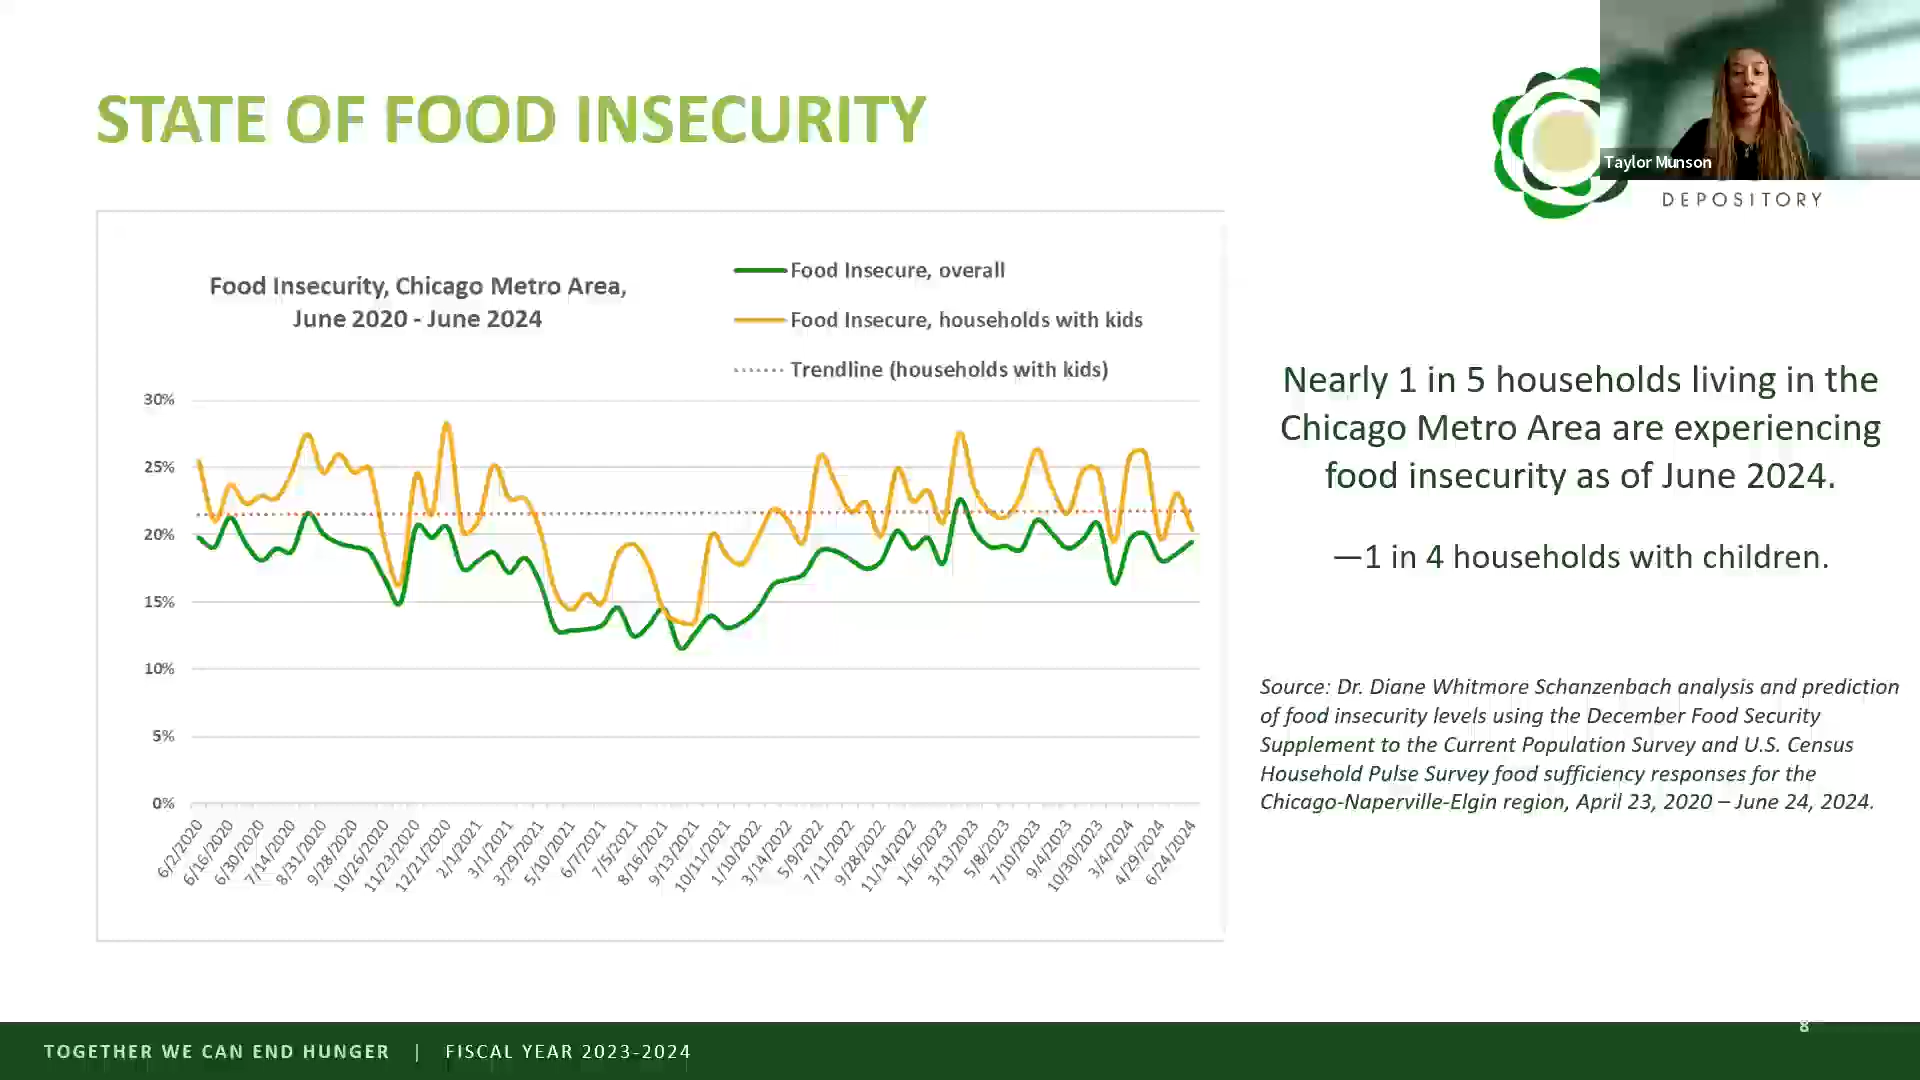 STATE OF FOOD INSECURITY
Taylor Munson
DEPOSITORY
Food Insecurity, Chicago Metro Area,
June 2020 - June 2024
Food Insecure, overall
Food Insecure, households with kids
Trendline (households with kids)
30%
25%
20%
15%
10%
5%
0%
6/2/2020
6/16/2020
6/30/2020
7/14/2020
8/31/2020
9/28/2020
10/26/2020
11/23/2020
12/21/2020
2/1/2021
3/1/2021
3/29/2021
5/10/2021
6/7/2021
7/5/2021
8/16/2021
9/13/2021
10/11/2021
1/10/2022
3/14/2022
5/9/2022
7/11/2022
9/28/2022
11/14/2022
1/16/2023
3/13/2023
5/8/2023
7/10/2023
9/4/2023
10/30/2023
3/4/2024
4/29/2024
6/24/2024
Nearly 1 in 5 households living in the
Chicago Metro Area are experiencing
food insecurity as of June 2024.
—1 in 4 households with children.
Source: Dr. Diane Whitmore Schanzenbach analysis and prediction
of food insecurity levels using the December Food Security
Supplement to the Current Population Survey and U.S. Census
Household Pulse Survey food sufficiency responses for the
Chicago-Naperville-Elgin region, April 23, 2020 – June 24, 2024.
8
TOGETHER WE CAN END HUNGER | FISCAL YEAR 2023-2024